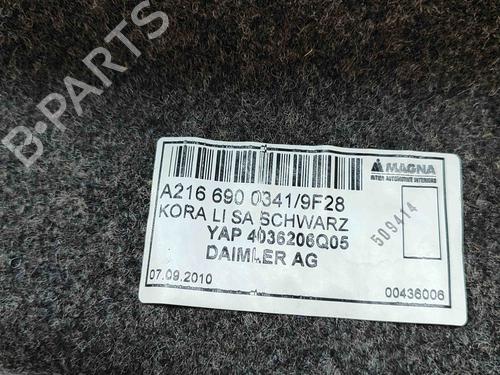 B-PARTS
MAGNA
INTIER AUTOMOTIVE INTERIORS
A216 690 0341/9F28
KORA LI SA SCHWARZ
YAP 4036206Q05
DAIMLER AG
509414
07.09.2010
00436006